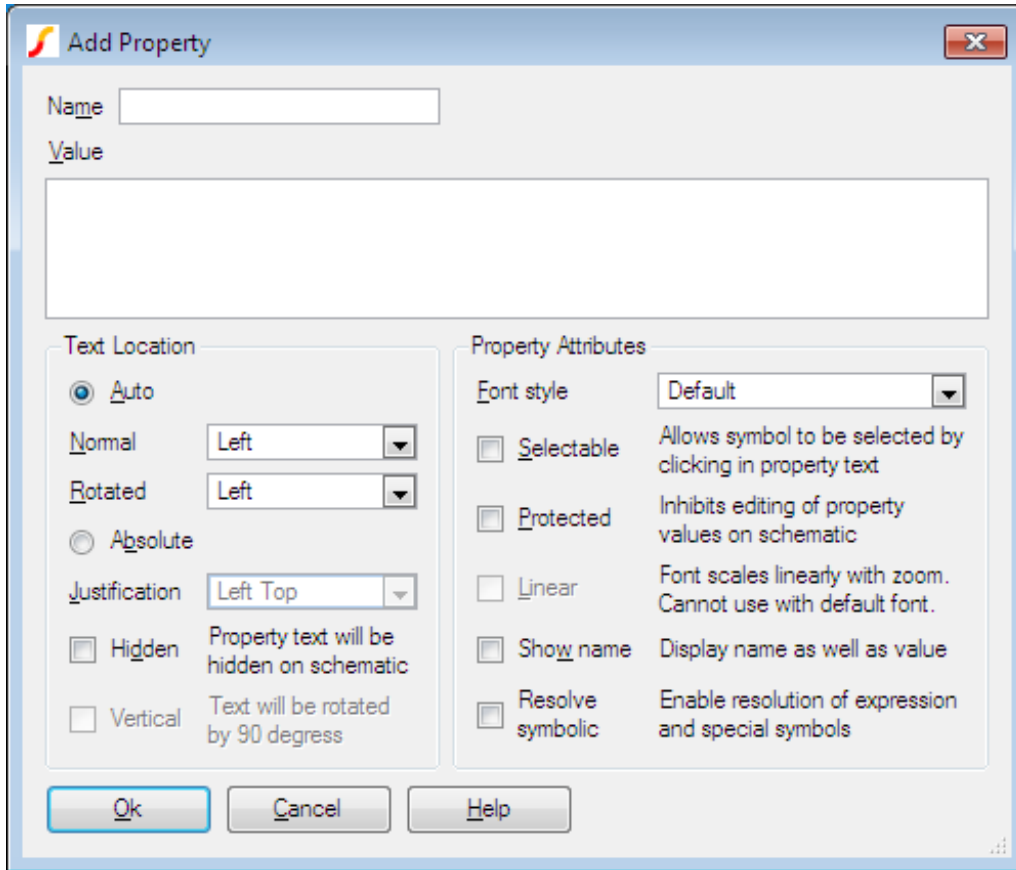 Add Property
Name
Value
Text Location
Auto
Normal Left
Rotated Left
Absolute
Justification Left Top
Hidden Property text will be
hidden on schematic
Vertical Text will be rotated
by 90 degress
Property Attributes
Font style Default
Selectable Allows symbol to be selected by
clicking in property text
Protected Inhibits editing of property
values on schematic
Linear Font scales linearly with zoom.
Cannot use with default font.
Show name Display name as well as value
Resolve Enable resolution of expression
symbolic and special symbols
Ok Cancel Help